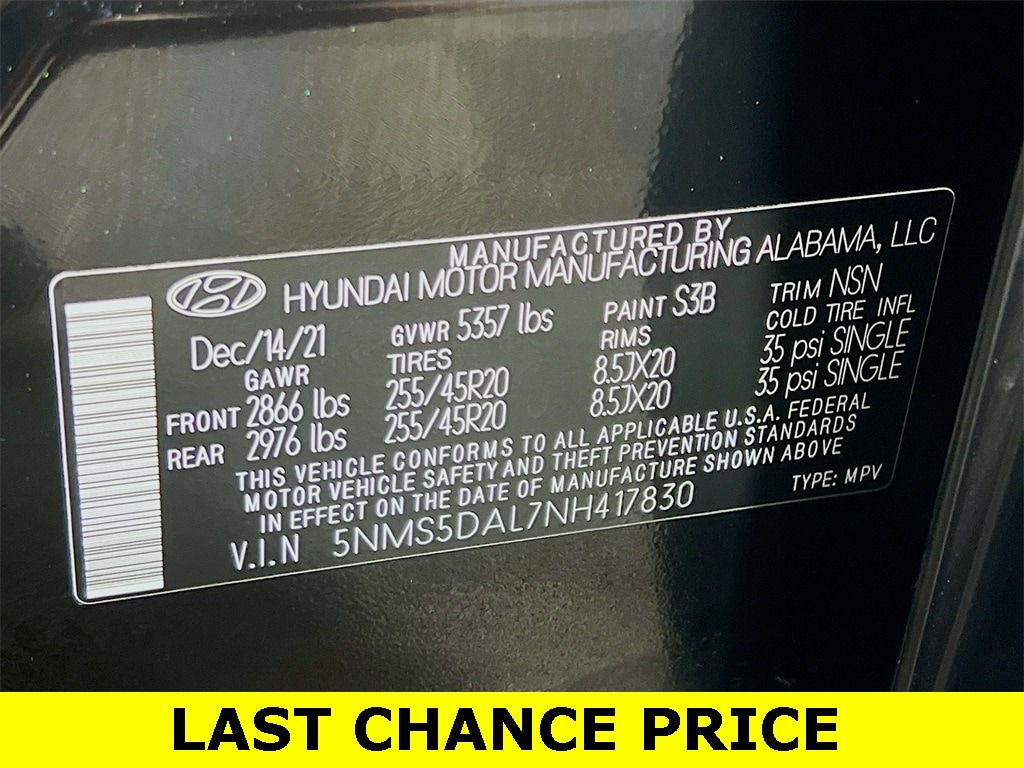 MANUFACTURED BY
HYUNDAI MOTOR MANUFACTURING ALABAMA, LLC
Dec/14/21 GVWR 5357 lbs PAINT S3B TRIM NSN
GAWR TIRES RIMS COLD TIRE INFL
FRONT 2866 lbs 255/45R20 8.5JX20 35 psi SINGLE
REAR 2976 lbs 255/45R20 8.5JX20 35 psi SINGLE
THIS VEHICLE CONFORMS TO ALL APPLICABLE U.S.A. FEDERAL
MOTOR VEHICLE SAFETY AND THEFT PREVENTION STANDARDS
IN EFFECT ON THE DATE OF MANUFACTURE SHOWN ABOVE
V.I.N 5NMS5DAL7NH417830 TYPE: MPV
LAST CHANCE PRICE